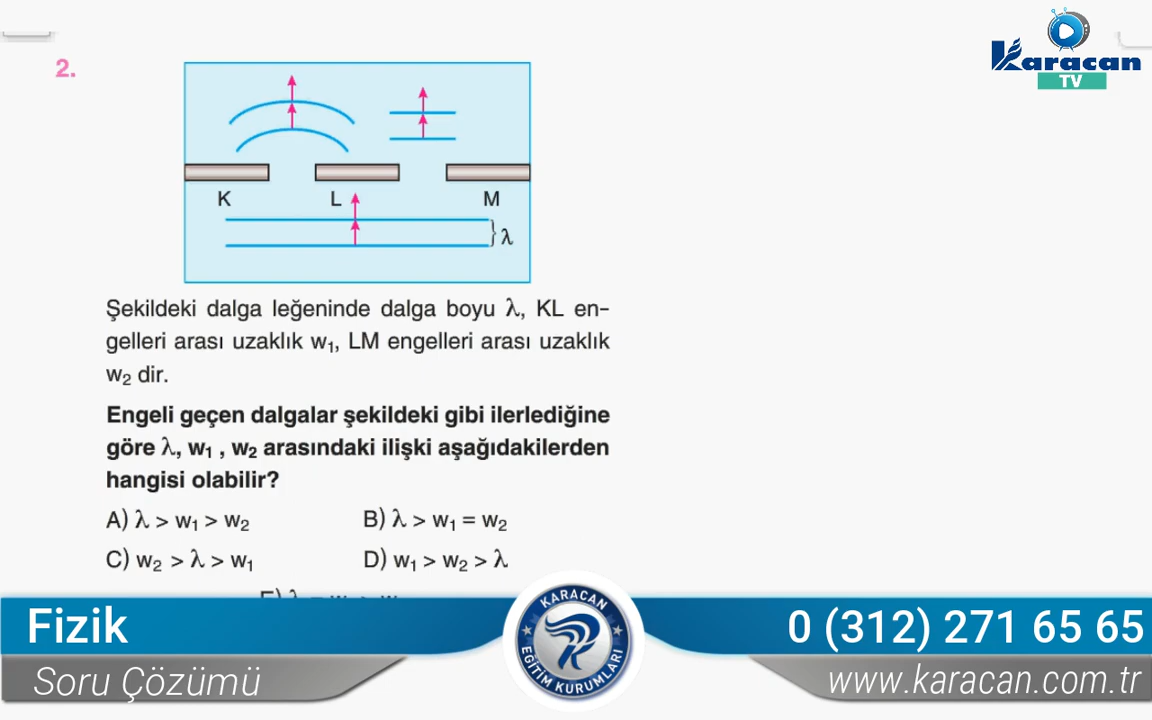 Karacan
TV
2.
K
L
M
λ
Şekildeki dalga leğeninde dalga boyu λ, KL en-
gelleri arası uzaklık w₁, LM engelleri arası uzaklık
w₂ dir.
Engeli geçen dalgalar şekildeki gibi ilerlediğine
göre λ, w₁ , w₂ arasındaki ilişki aşağıdakilerden
hangisi olabilir?
A) λ > w₁ > w₂
B) λ > w₁ = w₂
C) w₂ > λ > w₁
D) w₁ > w₂ > λ
Fizik
Soru Çözümü
KARACAN
EĞİTİM KURUMLARI
0 (312) 271 65 65
www.karacan.com.tr